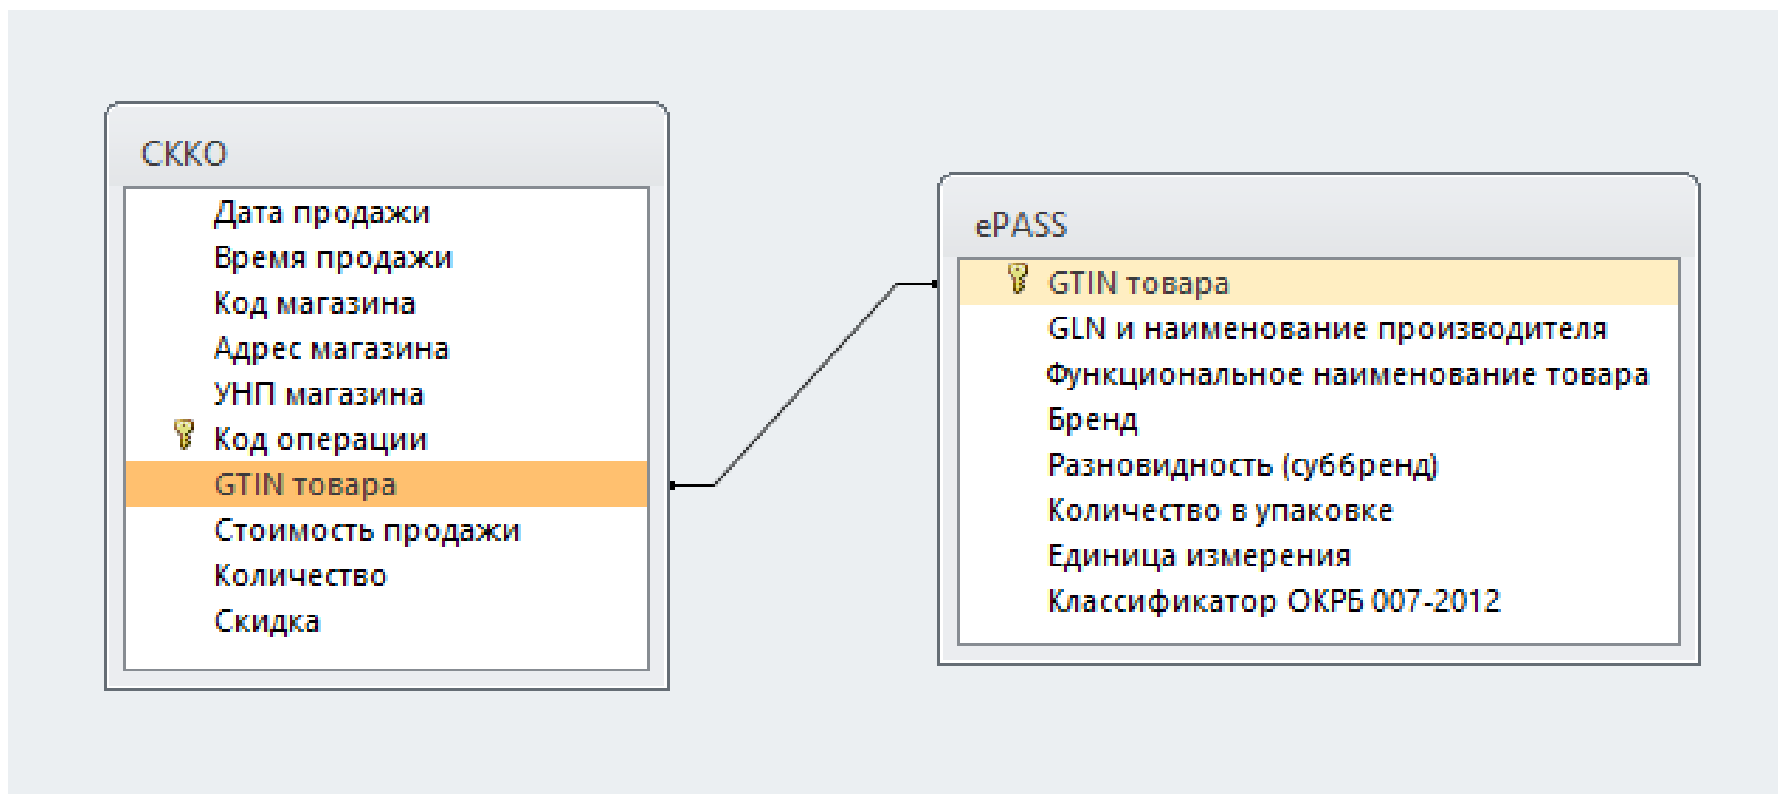 СККО
Дата продажи
Время продажи
Код магазина
Адрес магазина
УНП магазина
Код операции
GTIN товара
Стоимость продажи
Количество
Скидка
ePASS
GTIN товара
GLN и наименование производителя
Функциональное наименование товара
Бренд
Разновидность (суббренд)
Количество в упаковке
Единица измерения
Классификатор ОКРБ 007-2012